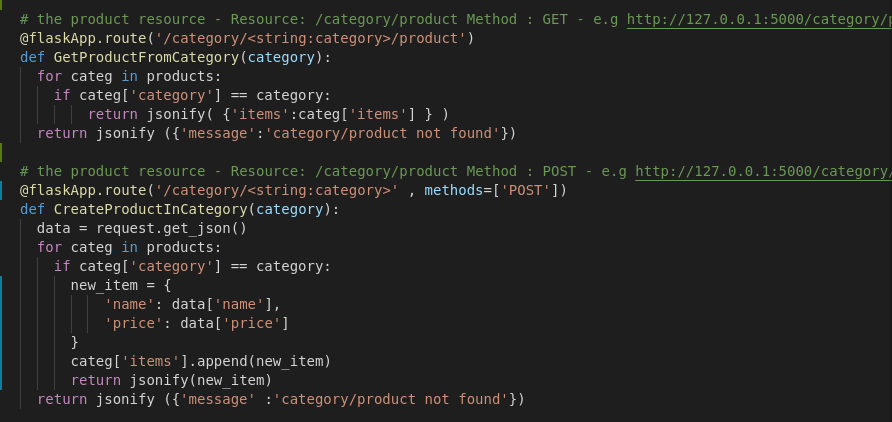 # the product resource - Resource: /category/product Method : GET - e.g http://127.0.0.1:5000/category/
@flaskApp.route('/category/<string:category>/product')
def GetProductFromCategory(category):
for categ in products:
if categ['category'] == category:
return jsonify( {'items':categ['items'] } )
return jsonify ({'message':'category/product not found'})
# the product resource - Resource: /category/product Method : POST - e.g http://127.0.0.1:5000/category/
@flaskApp.route('/category/<string:category>' , methods=['POST'])
def CreateProductInCategory(category):
data = request.get_json()
for categ in products:
if categ['category'] == category:
new_item = {
'name': data['name'],
'price': data['price']
}
categ['items'].append(new_item)
return jsonify(new_item)
return jsonify ({'message' :'category/product not found'})